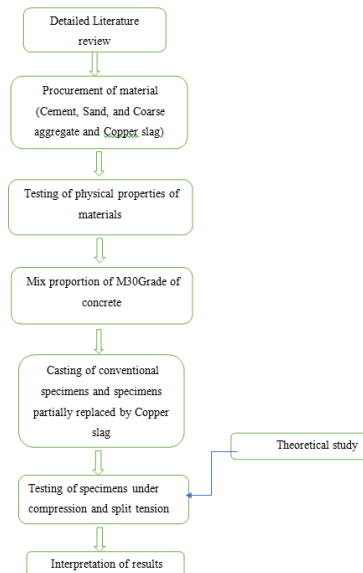 Detailed Literature
review
Procurement of material
(Cement, Sand, and Coarse
aggregate and Copper slag)
Testing of physical properties of
materials
Mix proportion of M30Grade of
concrete
Casting of conventional
specimens and specimens
partially replaced by Copper
slag
Theoretical study
Testing of specimens under
compression and split tension
Interpretation of results